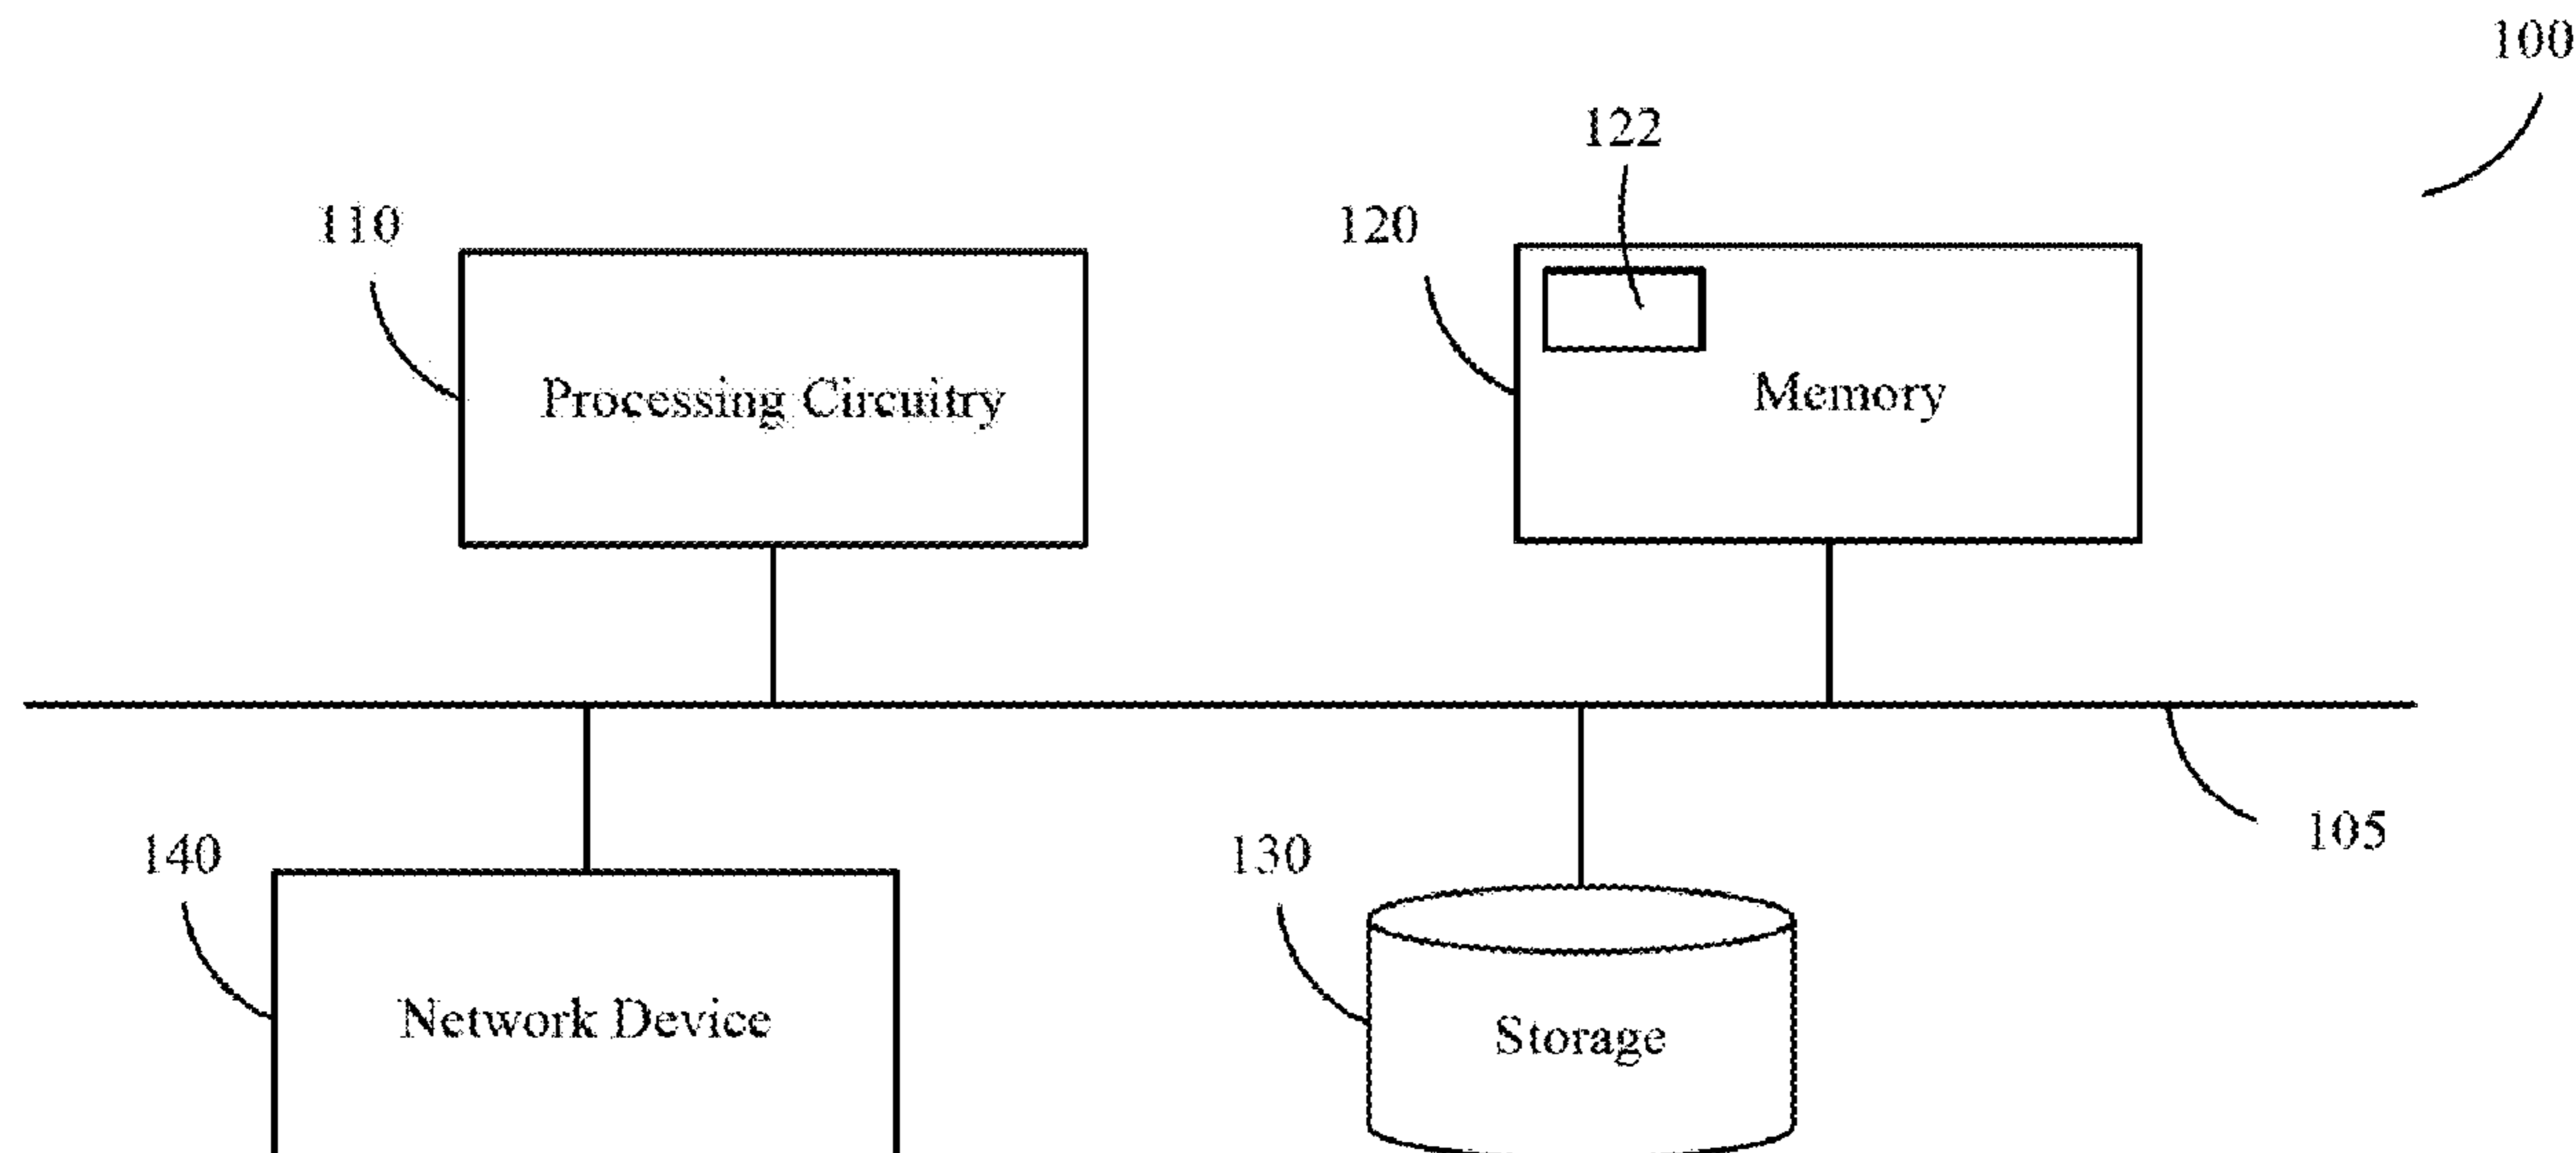 100
122
110
120
Processing Circuitry
Memory
105
140
130
Network Device
Storage